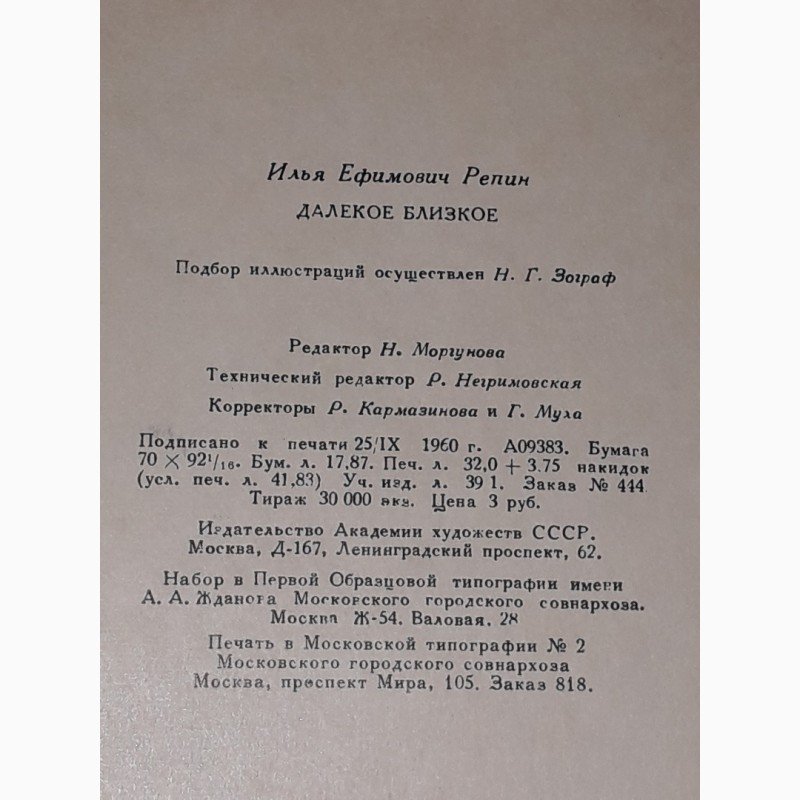 Илья Ефимович Репин
ДАЛЕКОЕ БЛИЗКОЕ
Подбор иллюстраций осуществлен Н. Г. Зограф
Редактор Н. Моргунова
Технический редактор Р. Негримовская
Корректоры Р. Кармазинова и Г. Мула
Подписано к печати 25/IX 1960 г. А09383. Бумага
70 × 92¹/₁₆. Бум. л. 17,87. Печ. л. 32,0 + 3.75 накидок
(усл. печ. л. 41,83) Уч. изд. л. 39 1. Заказ № 444
Тираж 30 000 экз. Цена 3 руб.
Издательство Академии художеств СССР.
Москва, Д-167, Ленинградский проспект, 62.
Набор в Первой Образцовой типографии имени
А. А. Жданова Московского городского совнархоза.
Москва Ж-54. Валовая. 28
Печать в Московской типографии № 2
Московского городского совнархоза
Москва, проспект Мира, 105. Заказ 818.